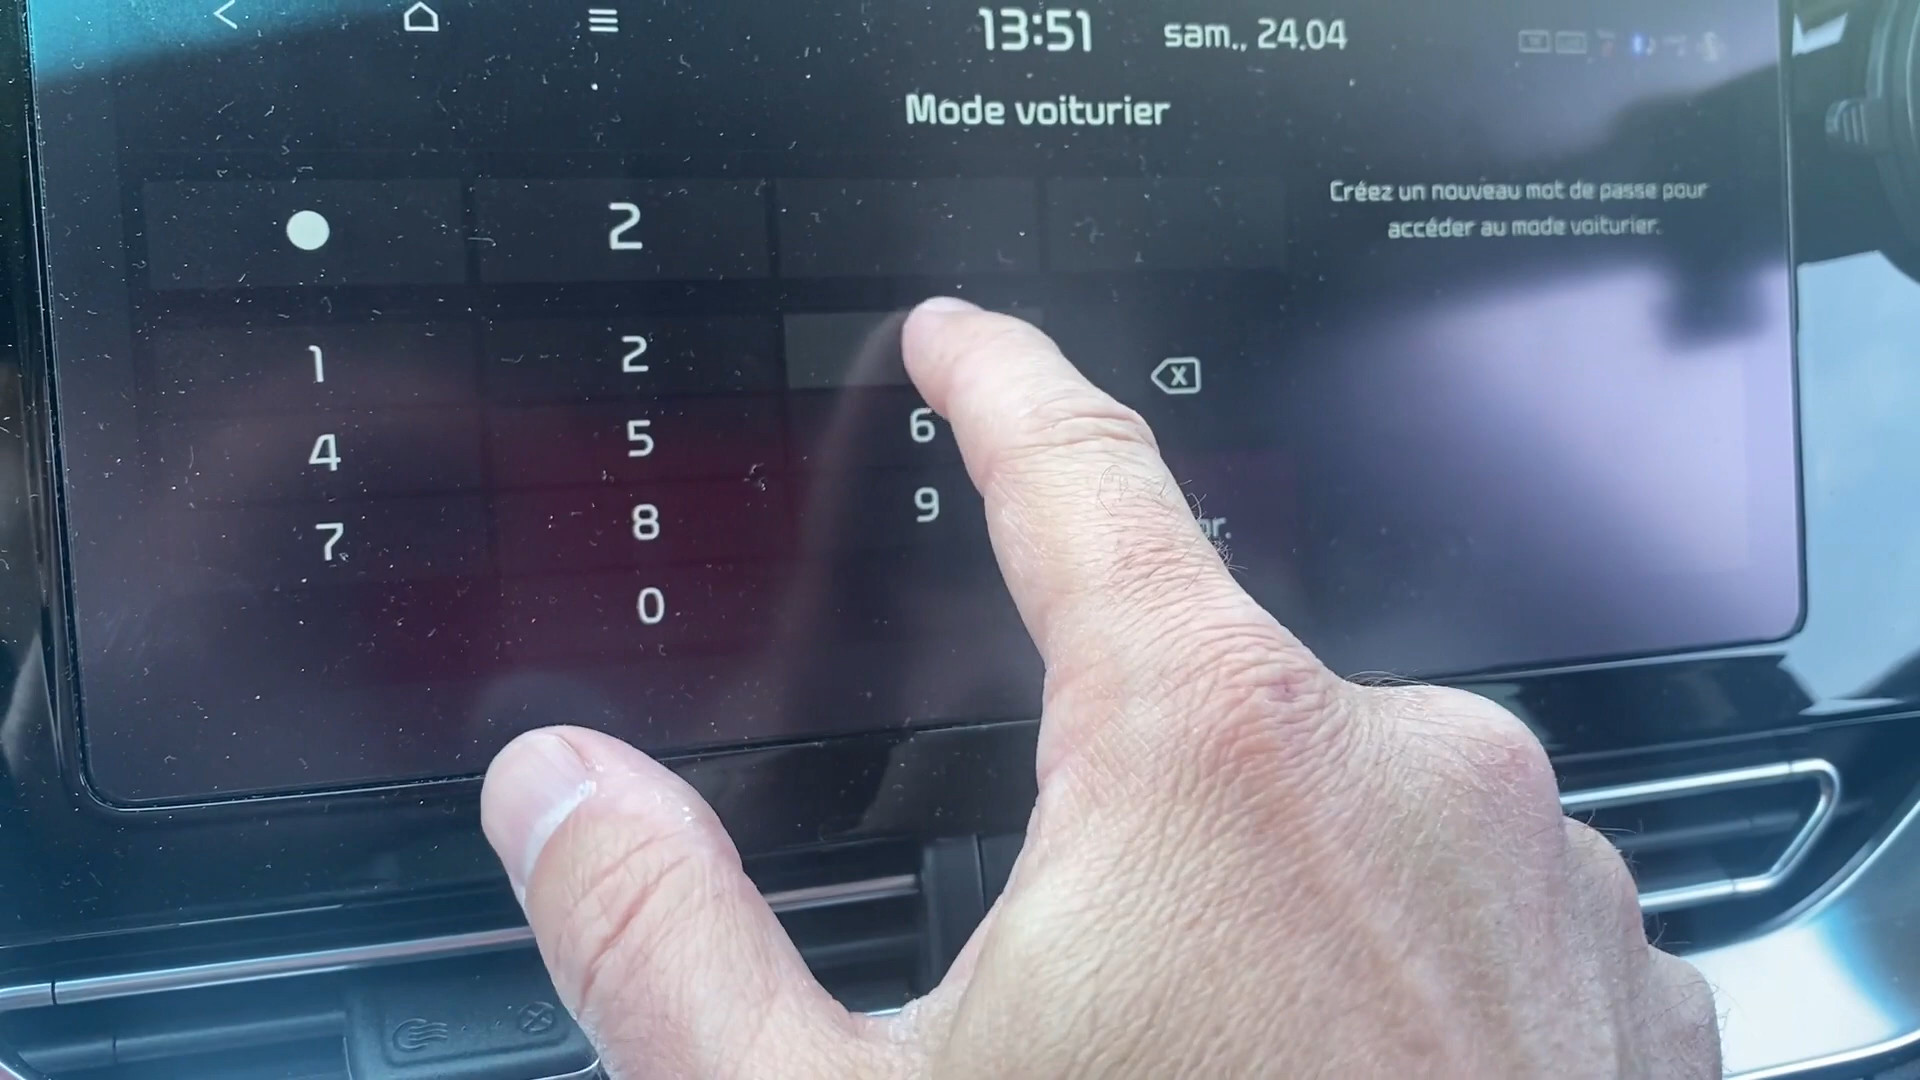 13:51 sam., 24.04
Mode voiturier
2
Créez un nouveau mot de passe pour
accéder au mode voiturier.
1 2
4 5 6
7 8 9
0